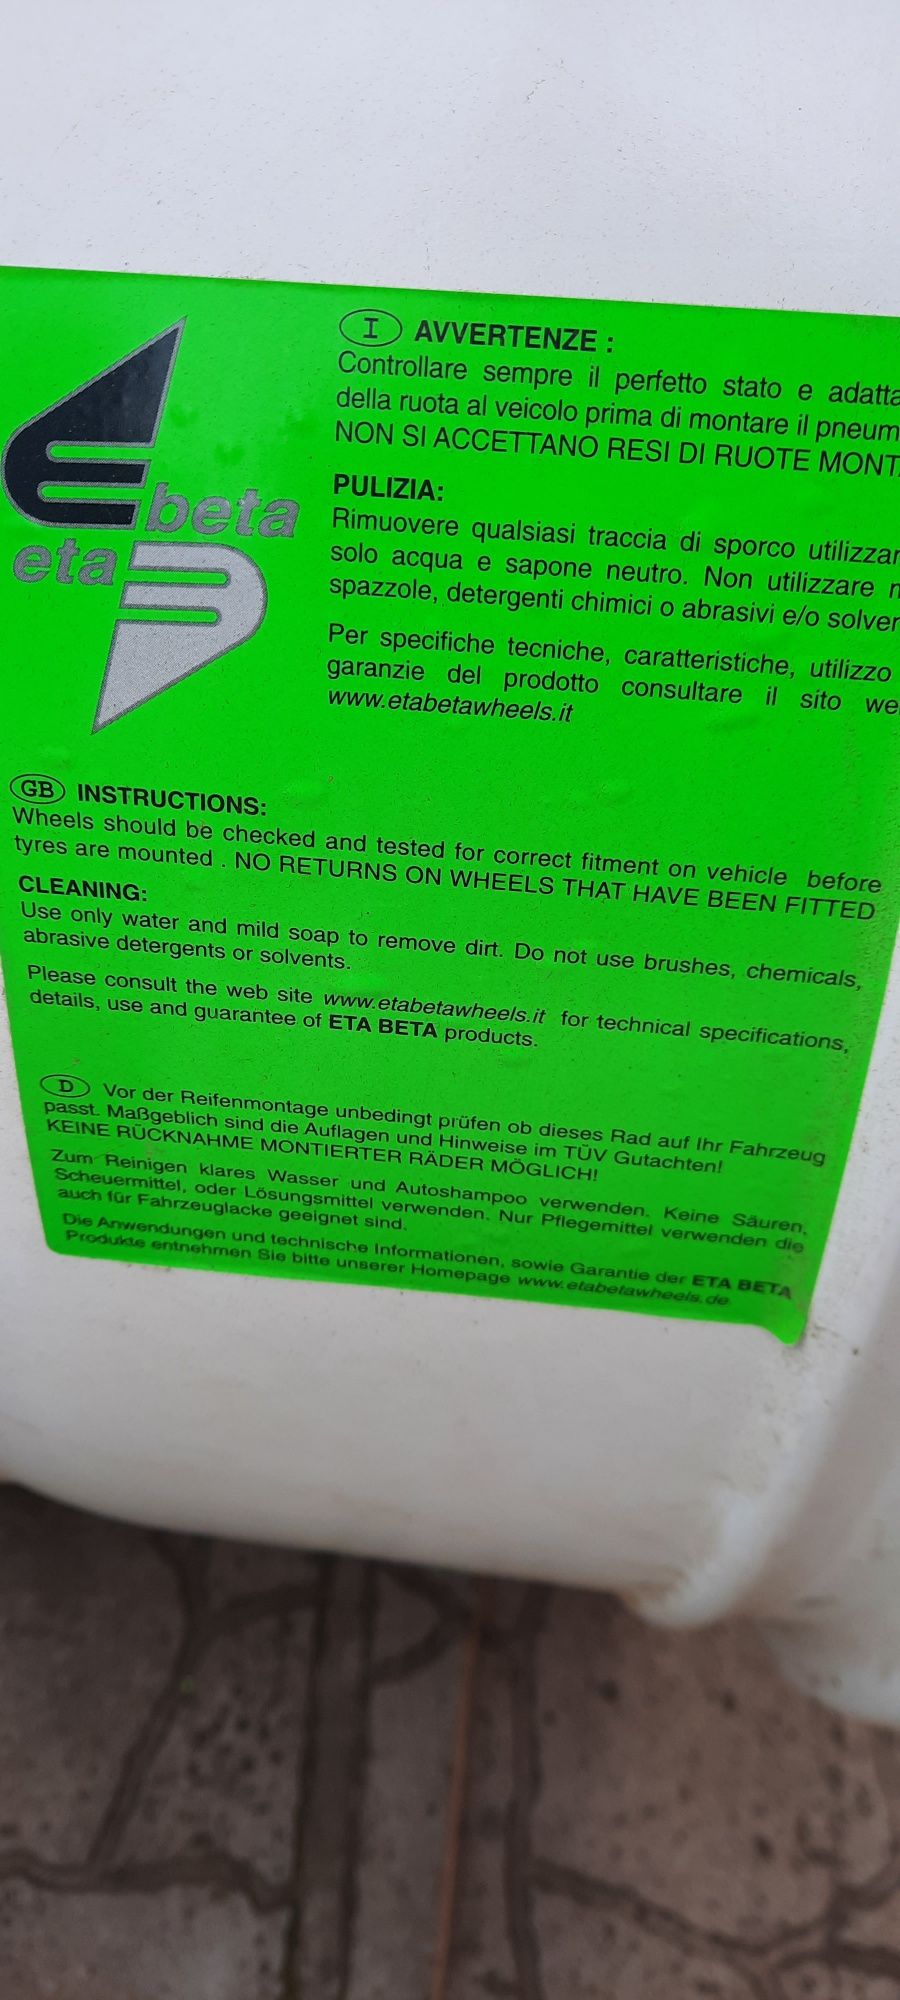 beta
eta
I AVVERTENZE :
Controllare sempre il perfetto stato e adatta
della ruota al veicolo prima di montare il pneum
NON SI ACCETTANO RESI DI RUOTE MONT
PULIZIA:
Rimuovere qualsiasi traccia di sporco utilizzan
solo acqua e sapone neutro. Non utilizzare
spazzole, detergenti chimici o abrasivi e/o solven
Per specifiche tecniche, caratteristiche, utilizzo
garanzie del prodotto consultare il sito we
www.etabetawheels.it
GB INSTRUCTIONS:
Wheels should be checked and tested for correct fitment on vehicle before
tyres are mounted . NO RETURNS ON WHEELS THAT HAVE BEEN FITTED
CLEANING:
Use only water and mild soap to remove dirt. Do not use brushes, chemicals,
abrasive detergents or solvents.
Please consult the web site www.etabetawheels.it for technical specifications,
details, use and guarantee of ETA BETA products.
D Vor der Reifenmontage unbedingt prüfen ob dieses Rad auf Ihr Fahrzeug
passt. Maßgeblich sind die Auflagen und Hinweise im TÜV Gutachten!
KEINE RÜCKNAHME MONTIERTER RÄDER MÖGLICH!
Zum Reinigen klares Wasser und Autoshampoo verwenden. Keine Säuren,
Scheuermittel, oder Lösungsmittel verwenden. Nur Pflegemittel verwenden die
auch für Fahrzeuglacke geeignet sind.
Die Anwendungen und technische Informationen, sowie Garantie der ETA BETA
Produkte entnehmen Sie bitte unserer Homepage www.etabetawheels.de